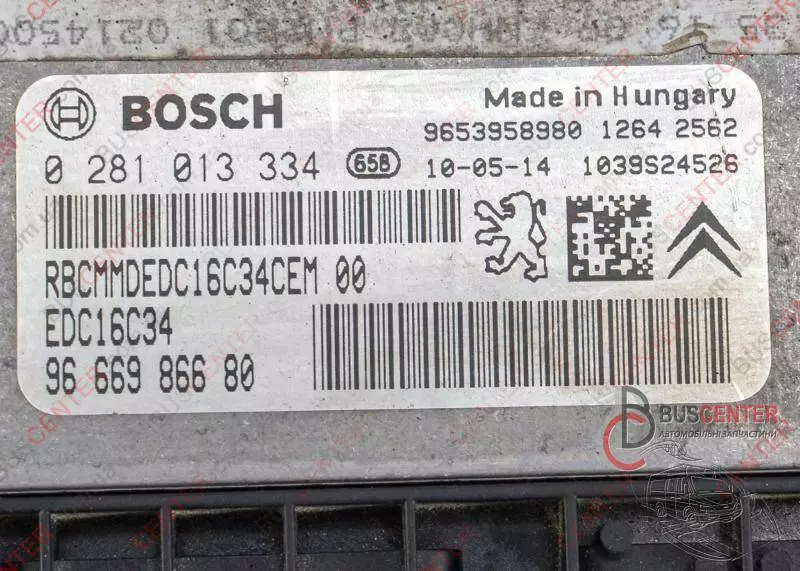 BOSCH
Made in Hungary
9653958980 1264 2562
0 281 013 334 658 10-05-14 1039S24526
RBCMMDEDC16C34CEM 00
EDC16C34
96 669 866 80
BUSCENTER
АВТОМОБІЛЬНІ ЗАПЧАСТИНИ